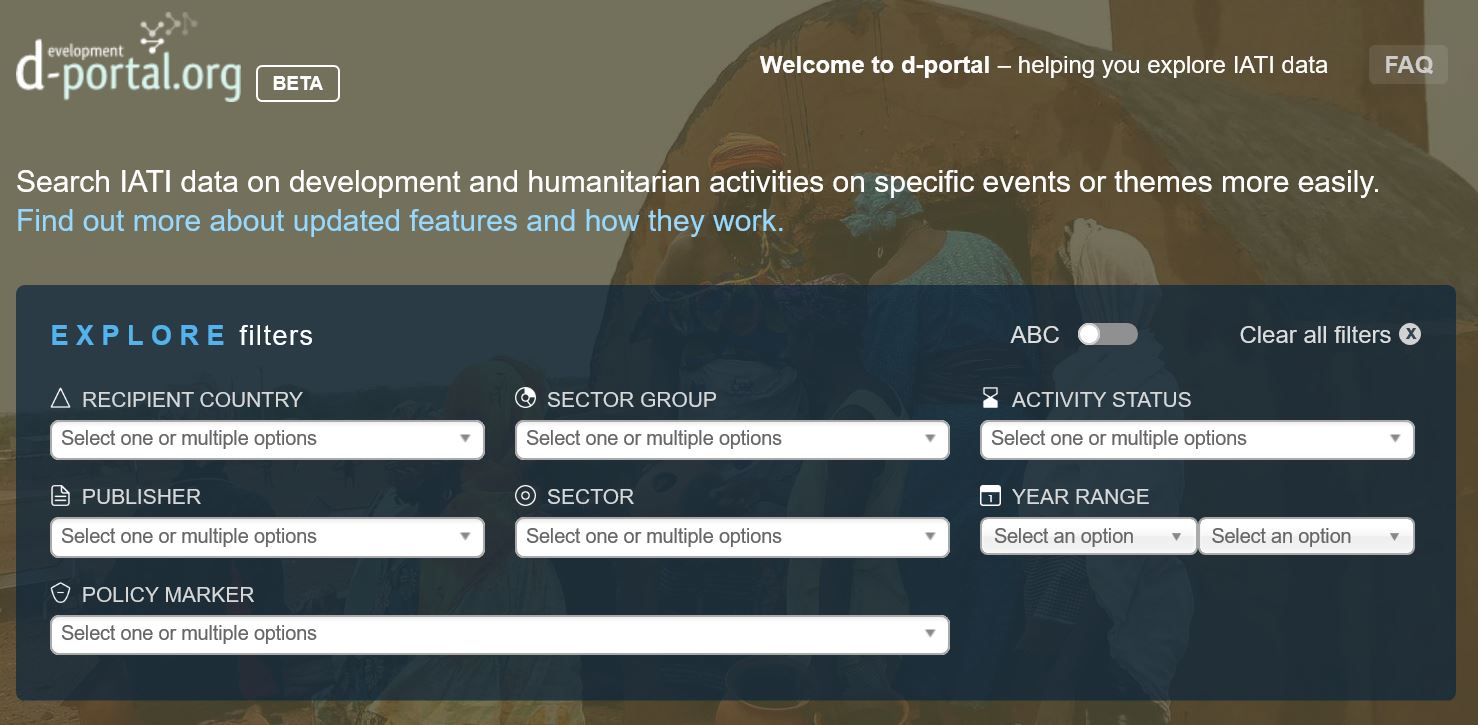 development
d-portal.org
BETA
Welcome to d-portal – helping you explore IATI data
FAQ
Search IATI data on development and humanitarian activities on specific events or themes more easily.
Find out more about updated features and how they work.
EXPLORE filters
ABC
Clear all filters X
RECIPIENT COUNTRY
SECTOR GROUP
ACTIVITY STATUS
Select one or multiple options
Select one or multiple options
Select one or multiple options
PUBLISHER
SECTOR
1
YEAR RANGE
Select one or multiple options
Select one or multiple options
Select an option
Select an option
POLICY MARKER
Select one or multiple options